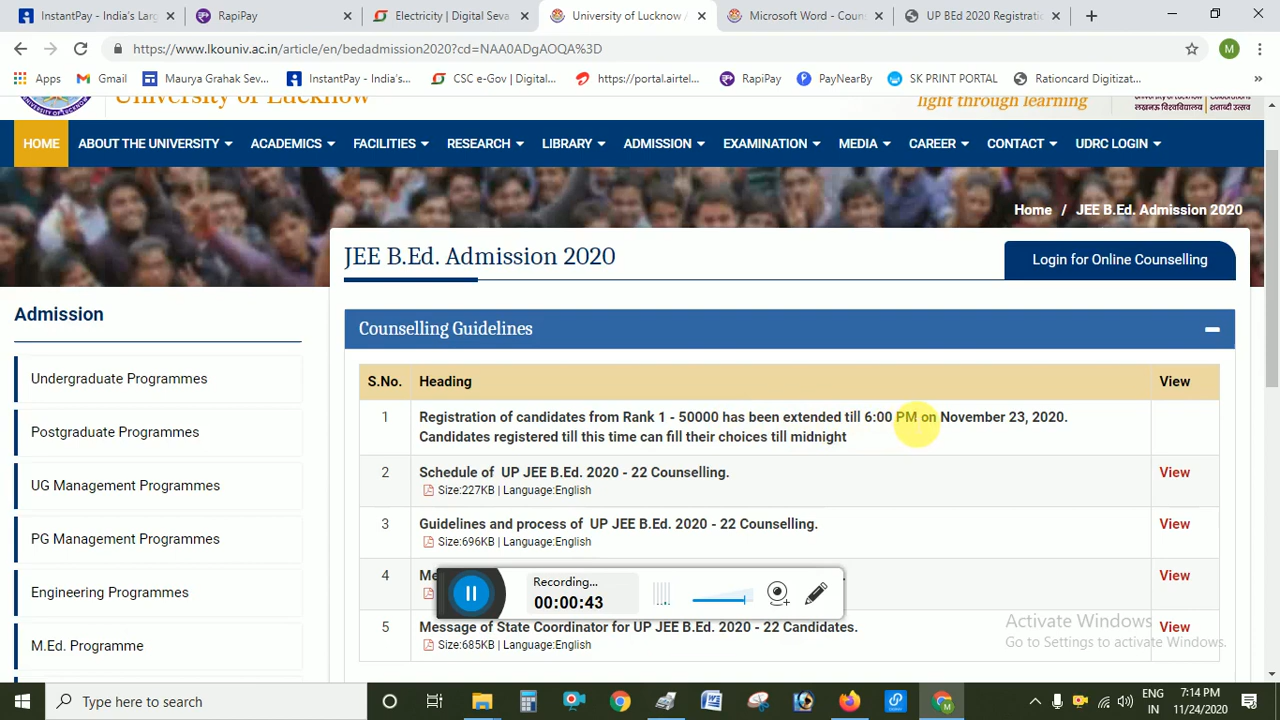 InstantPay - India's Larg
RapiPay
Electricity | Digital Seva
University of Lucknow /
Microsoft Word - Coun
UP BEd 2020 Registrati
https://www.lkouniv.ac.in/article/en/bedadmission2020?cd=NAA0ADgAOQA%3D
M
Apps
Gmail
Maurya Grahak Sev...
InstantPay - India's...
CSC e-Gov | Digital...
https://portal.airtel...
RapiPay
PayNearBy
SK PRINT PORTAL
Rationcard Digitizat...
»
University of Lucknow
light through learning
लखनऊ विश्वविद्यालय
शताब्दी उत्सव
HOME
ABOUT THE UNIVERSITY
ACADEMICS
FACILITIES
RESEARCH
LIBRARY
ADMISSION
EXAMINATION
MEDIA
CAREER
CONTACT
UDRC LOGIN
Home / JEE B.Ed. Admission 2020
JEE B.Ed. Admission 2020
Login for Online Counselling
Admission
Undergraduate Programmes
Postgraduate Programmes
UG Management Programmes
PG Management Programmes
Engineering Programmes
M.Ed. Programme
Counselling Guidelines
S.No. Heading View
1 Registration of candidates from Rank 1 - 50000 has been extended till 6:00 PM on November 23, 2020.
Candidates registered till this time can fill their choices till midnight
2 Schedule of UP JEE B.Ed. 2020 - 22 Counselling. View
Size:227KB | Language:English
3 Guidelines and process of UP JEE B.Ed. 2020 - 22 Counselling. View
Size:696KB | Language:English
4 View
5 Message of State Coordinator for UP JEE B.Ed. 2020 - 22 Candidates. View
Size:685KB | Language:English
Recording...
00:00:43
Activate Windows
Go to Settings to activate Windows.
Type here to search
ENG
IN
7:14 PM
11/24/2020